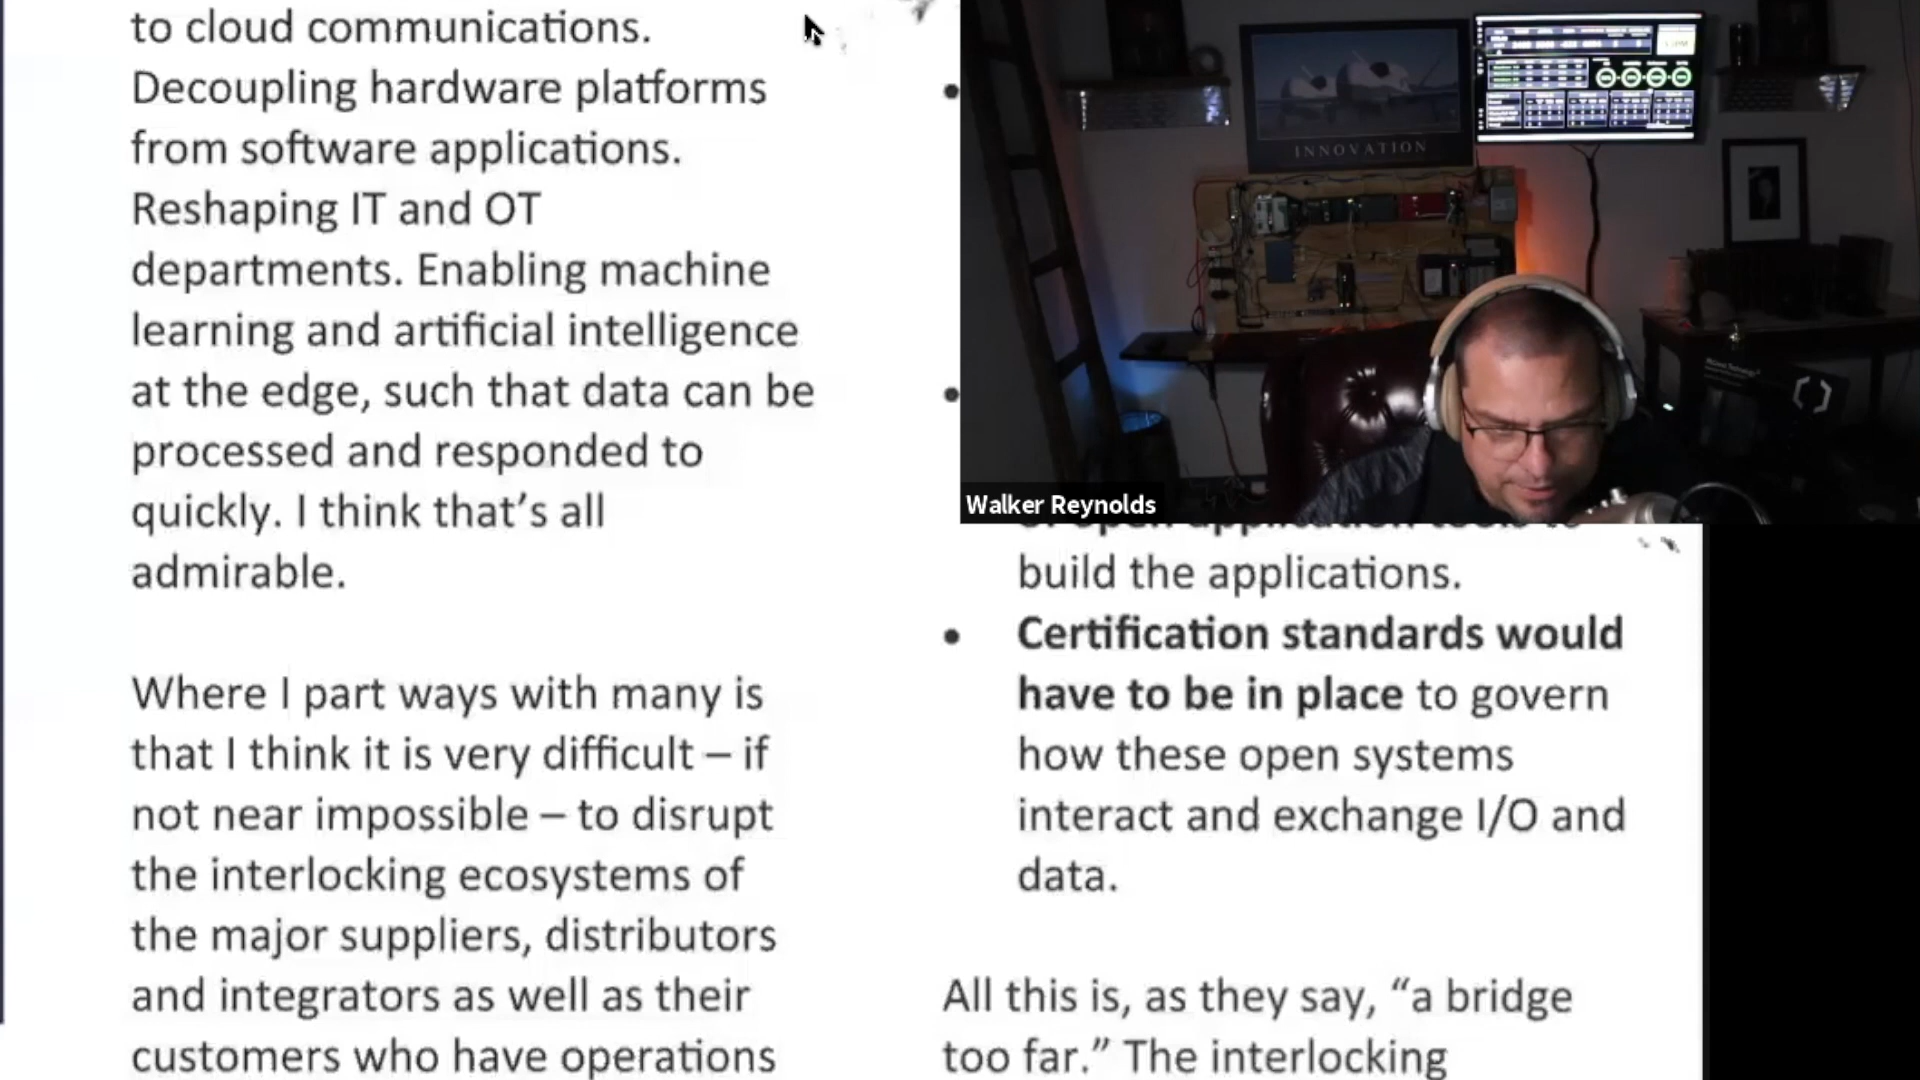 to cloud communications.
Decoupling hardware platforms
from software applications.
Reshaping IT and OT
departments. Enabling machine
learning and artificial intelligence
at the edge, such that data can be
processed and responded to
quickly. I think that’s all
admirable.
Where I part ways with many is
that I think it is very difficult – if
not near impossible – to disrupt
the interlocking ecosystems of
the major suppliers, distributors
and integrators as well as their
customers who have operations
INNOVATION
Walker Reynolds
build the applications.
• Certification standards would
have to be in place to govern
how these open systems
interact and exchange I/O and
data.
All this is, as they say, “a bridge
too far.” The interlocking